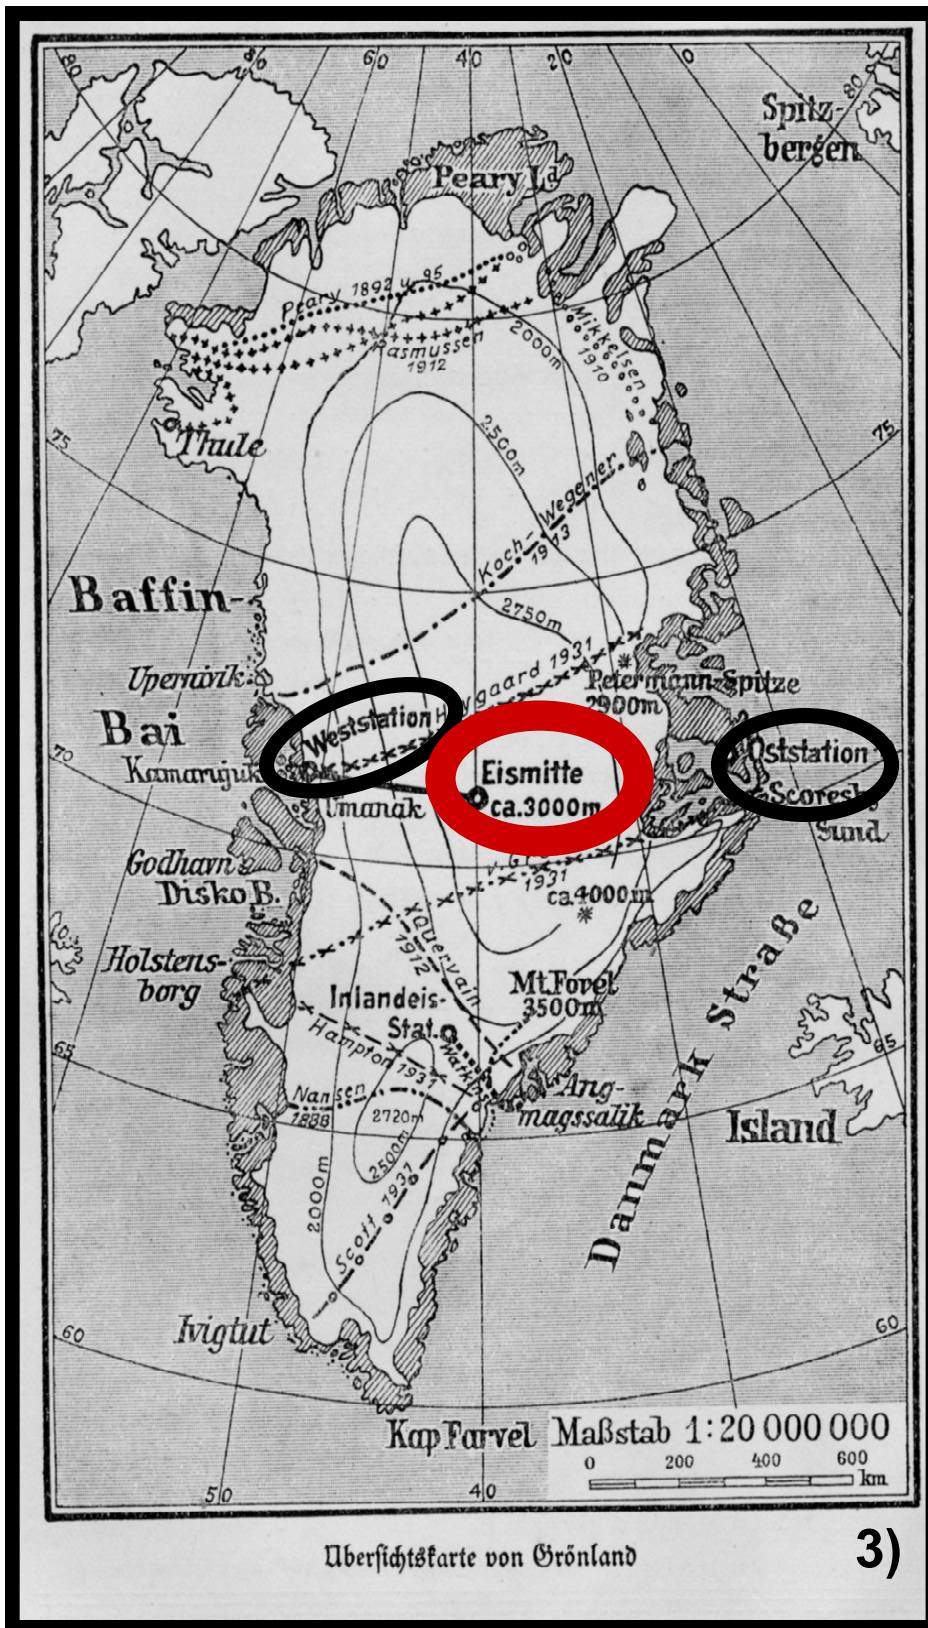 80
80
60
40
20
0
80
Spitz-
bergen
Peary Ld.
Peary 1892 u. 95
Rasmussen
1912
2000m
Mikkelsen
1910
Thule
75
75
2500m
Koch-Wegener
1913
2750m
Baffin-
Bai
Upernivik
Kamarujuk
Weststation
Umanak
Höygaard 1931
Petermann-Spitze
2900m
Eismitte
ca.3000m
Oststation
Scoresby
Sund
70
70
Godhavn
Disko B.
1931
ca.4000m
Holstens-
borg
v.Quervain
1912
Inlandeis-
Stat.
Watkins
Mt.Forel
3500m
Hampton 1931
65
65
Nansen
1888
2720m
2500m
2000m
Scott 1931
Ang-
magssalik
Danmark Straße
Island
Ivigtut
60
60
Kap Farvel
Maßstab 1:20 000 000
0 200 400 600
km
50
40
Übersichtskarte von Grönland
3)